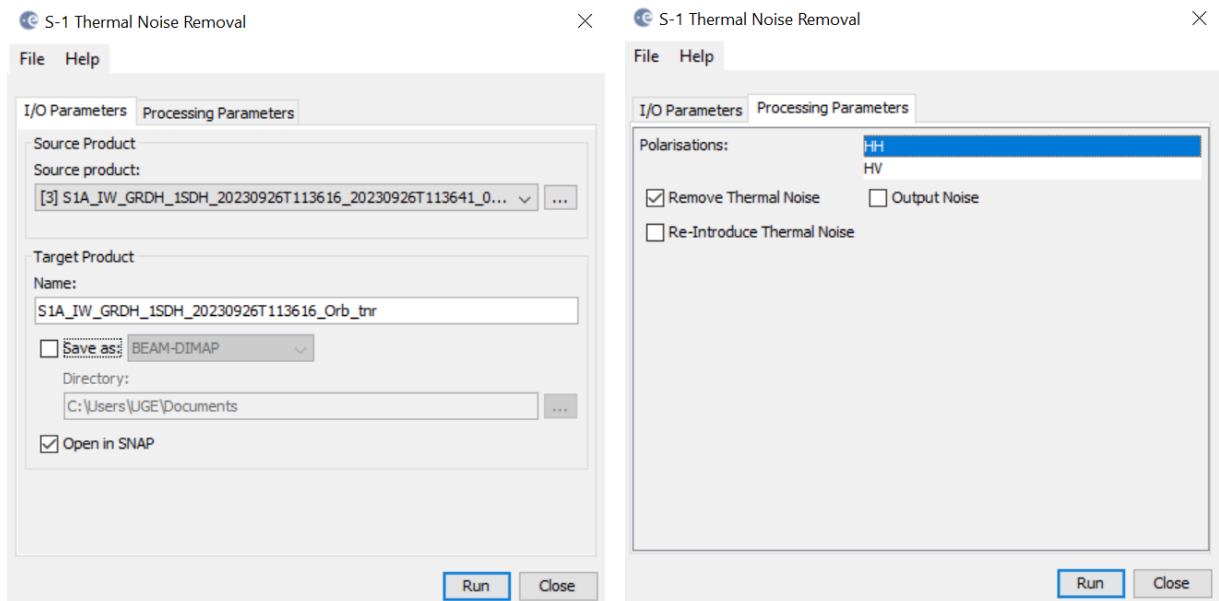 S-1 Thermal Noise Removal
File Help
I/O Parameters Processing Parameters
Source Product
Source product:
[3] S1A_IW_GRDH_1SDH_20230926T113616_20230926T113641_0... ...
Target Product
Name:
S1A_IW_GRDH_1SDH_20230926T113616_Orb_tnr
Save as: BEAM-DIMAP
Directory:
C:\Users\UGE\Documents ...
Open in SNAP
Run Close
S-1 Thermal Noise Removal
File Help
I/O Parameters Processing Parameters
Polarisations: HH
HV
Remove Thermal Noise Output Noise
Re-Introduce Thermal Noise
Run Close